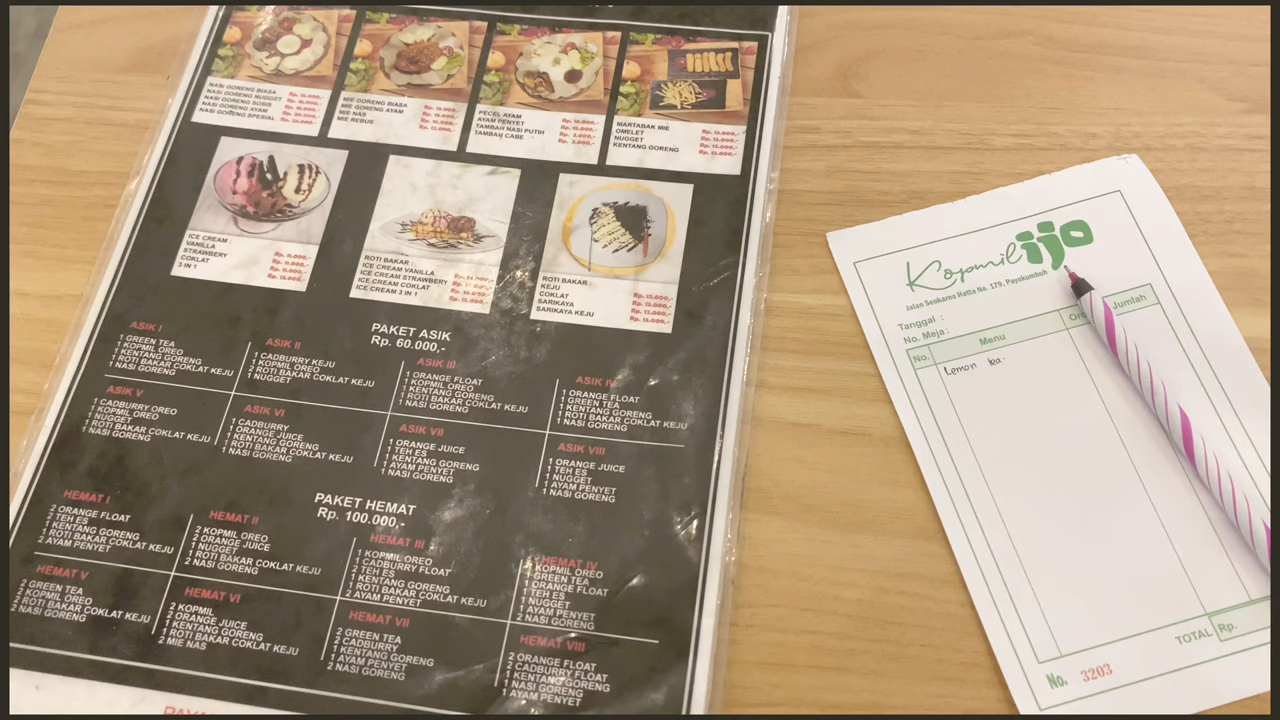 NASI GORENG BIASA Rp. 15.000,-
NASI GORENG NUGGET
NASI GORENG SOSIS
NASI GORENG AYAM
NASI GORENG SPESIAL
MIE GORENG BIASA
MIE GORENG AYAM
MIE NAS
MIE REBUS
PECEL AYAM
AYAM PENYET
TAMBAH NASI PUTIH
TAMBAH CABE
MARTABAK MIE
OMELET
NUGGET
KENTANG GORENG
ICE CREAM :
VANILLA Rp. 11.000,-
STRAWBERY Rp. 11.000,-
COKLAT Rp. 11.000,-
3 IN 1 Rp. 13.000,-
ROTI BAKAR :
ICE CREAM VANILLA
ICE CREAM STRAWBERY
ICE CREAM COKLAT
ICE CREAM 3 IN 1
ROTI BAKAR :
KEJU
COKLAT
SARIKAYA
SARIKAYA KEJU
PAKET ASIK
Rp. 60.000,-
ASIK I
1 GREEN TEA
1 KOPMIL OREO
1 KENTANG GORENG
1 ROTI BAKAR COKLAT KEJU
1 NASI GORENG
ASIK II
1 CADBURRY KEJU
1 KOPMIL OREO
2 ROTI BAKAR COKLAT KEJU
1 NUGGET
ASIK III
1 ORANGE FLOAT
1 KOPMIL OREO
1 KENTANG GORENG
1 ROTI BAKAR COKLAT KEJU
1 NASI GORENG
ASIK IV
1 ORANGE FLOAT
1 GREEN TEA
1 KENTANG GORENG
1 ROTI BAKAR COKLAT KEJU
1 NASI GORENG
ASIK V
1 CADBURRY OREO
1 KOPMIL OREO
1 NUGGET
1 ROTI BAKAR COKLAT KEJU
1 NASI GORENG
ASIK VI
1 CADBURRY
1 ORANGE JUICE
1 KENTANG GORENG
1 ROTI BAKAR COKLAT KEJU
1 NASI GORENG
ASIK VII
1 ORANGE JUICE
1 TEH ES
1 KENTANG GORENG
1 AYAM PENYET
1 NASI GORENG
ASIK VIII
1 ORANGE JUICE
1 TEH ES
1 NUGGET
1 AYAM PENYET
1 NASI GORENG
PAKET HEMAT
Rp. 100.000,-
HEMAT I
2 ORANGE FLOAT
2 TEH ES
1 KENTANG GORENG
1 ROTI BAKAR COKLAT KEJU
2 AYAM PENYET
HEMAT II
2 KOPMIL OREO
2 ORANGE JUICE
1 NUGGET
1 ROTI BAKAR COKLAT KEJU
2 NASI GORENG
HEMAT III
1 KOPMIL OREO
1 CADBURRY FLOAT
2 TEH ES
1 KENTANG GORENG
1 ROTI BAKAR COKLAT KEJU
2 AYAM PENYET
HEMAT IV
1 KOPMIL OREO
1 GREEN TEA
1 ORANGE FLOAT
1 TEH ES
1 NUGGET
1 AYAM PENYET
2 NASI GORENG
HEMAT V
2 GREEN TEA
2 KOPMIL OREO
2 ROTI BAKAR COKLAT KEJU
2 NASI GORENG
HEMAT VI
2 KOPMIL
2 ORANGE JUICE
1 KENTANG GORENG
1 ROTI BAKAR COKLAT KEJU
2 MIE NAS
HEMAT VII
2 GREEN TEA
2 CADBURRY
1 KENTANG GORENG
1 AYAM PENYET
2 NASI GORENG
HEMAT VIII
2 ORANGE FLOAT
2 CADBURRY FLOAT
1 KENTANG GORENG
1 NASI GORENG
1 AYAM PENYET
Kopmil ijo
Jalan Seokarno Hatta No. 179, Payakumbuh
Tanggal :
No. Meja :
No. Menu Jumlah
Lemon tea
TOTAL Rp.
No. 3203